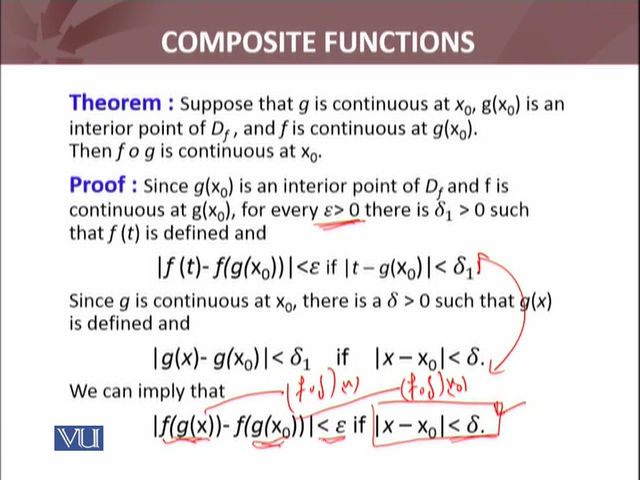 COMPOSITE FUNCTIONS
Theorem : Suppose that g is continuous at x₀, g(x₀) is an
interior point of D_f, and f is continuous at g(x₀).
Then f o g is continuous at x₀.
Proof : Since g(x₀) is an interior point of D_f and f is
continuous at g(x₀), for every ε> 0 there is δ₁ > 0 such
that f (t) is defined and
|f (t)- f(g(x₀))|<ε if |t – g(x₀)|< δ₁
Since g is continuous at x₀, there is a δ > 0 such that g(x)
is defined and
|g(x)- g(x₀)|< δ₁ if |x – x₀|< δ.
We can imply that (f∘g)(x) (f∘g)(x₀)
|f(g(x))- f(g(x₀))|< ε if |x – x₀|< δ.
VU